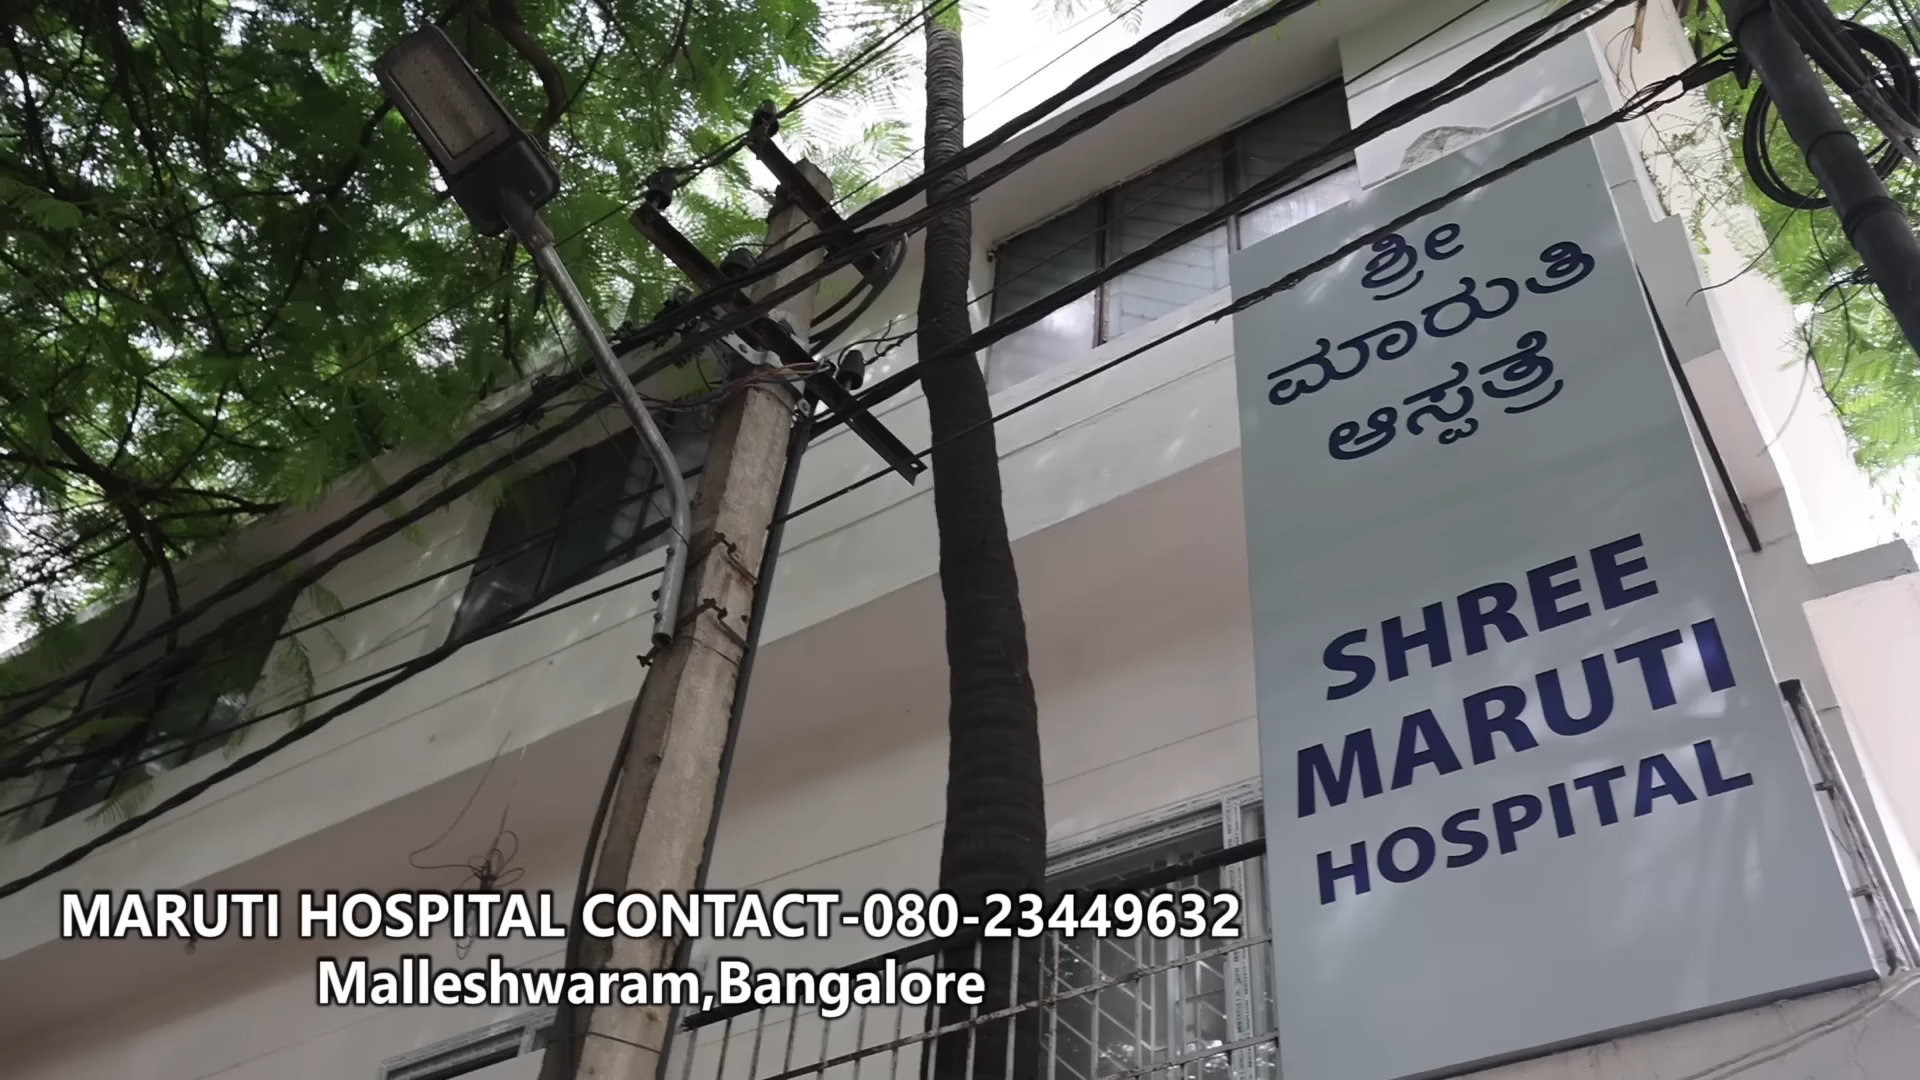 ಶ್ರೀ
ಮಾರುತಿ
ಆಸ್ಪತ್ರೆ
SHREE
MARUTI
HOSPITAL
MARUTI HOSPITAL CONTACT-080-23449632
Malleshwaram,Bangalore